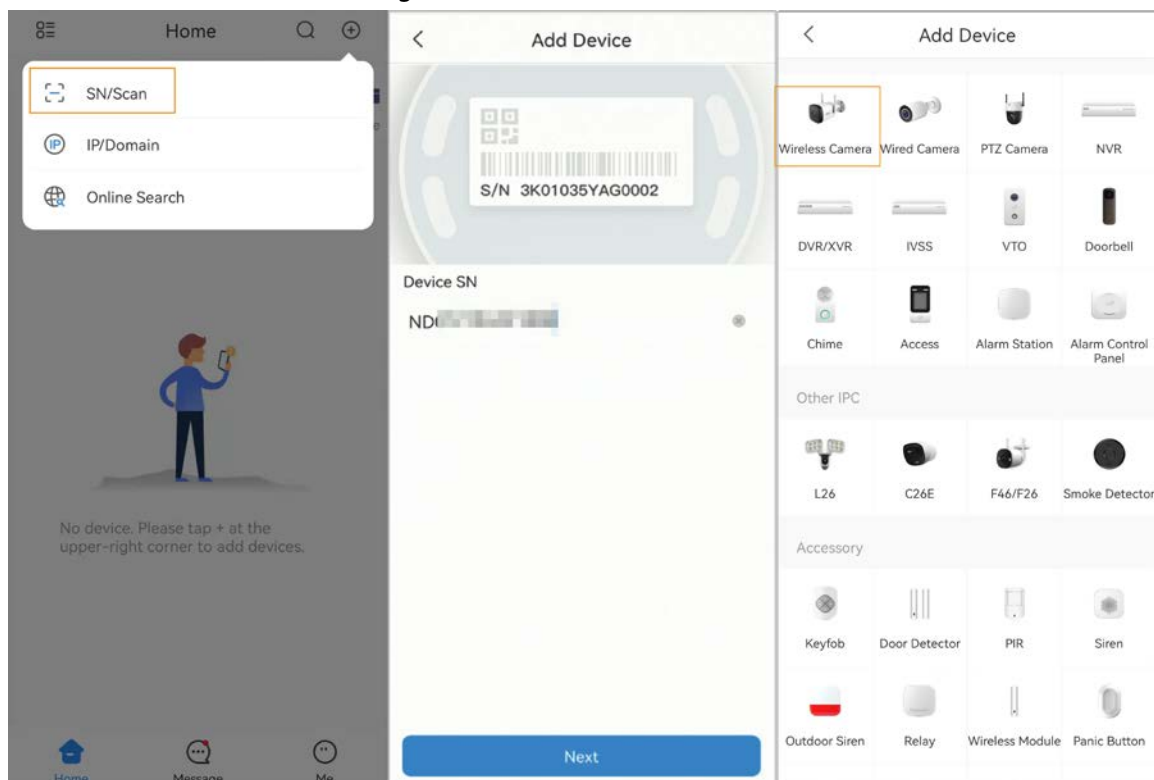 Home
SN/Scan
IP
IP/Domain
Online Search
No device. Please tap + at the
upper-right corner to add devices.
Home
Message
Me
Add Device
S/N 3K01035YAG0002
Device SN
Next
Add Device
Wireless Camera
Wired Camera
PTZ Camera
NVR
DVR/XVR
IVSS
VTO
Doorbell
Chime
Access
Alarm Station
Alarm Control
Panel
Other IPC
L26
C26E
F46/F26
Smoke Detector
Accessory
Keyfob
Door Detector
PIR
Siren
Outdoor Siren
Relay
Wireless Module
Panic Button